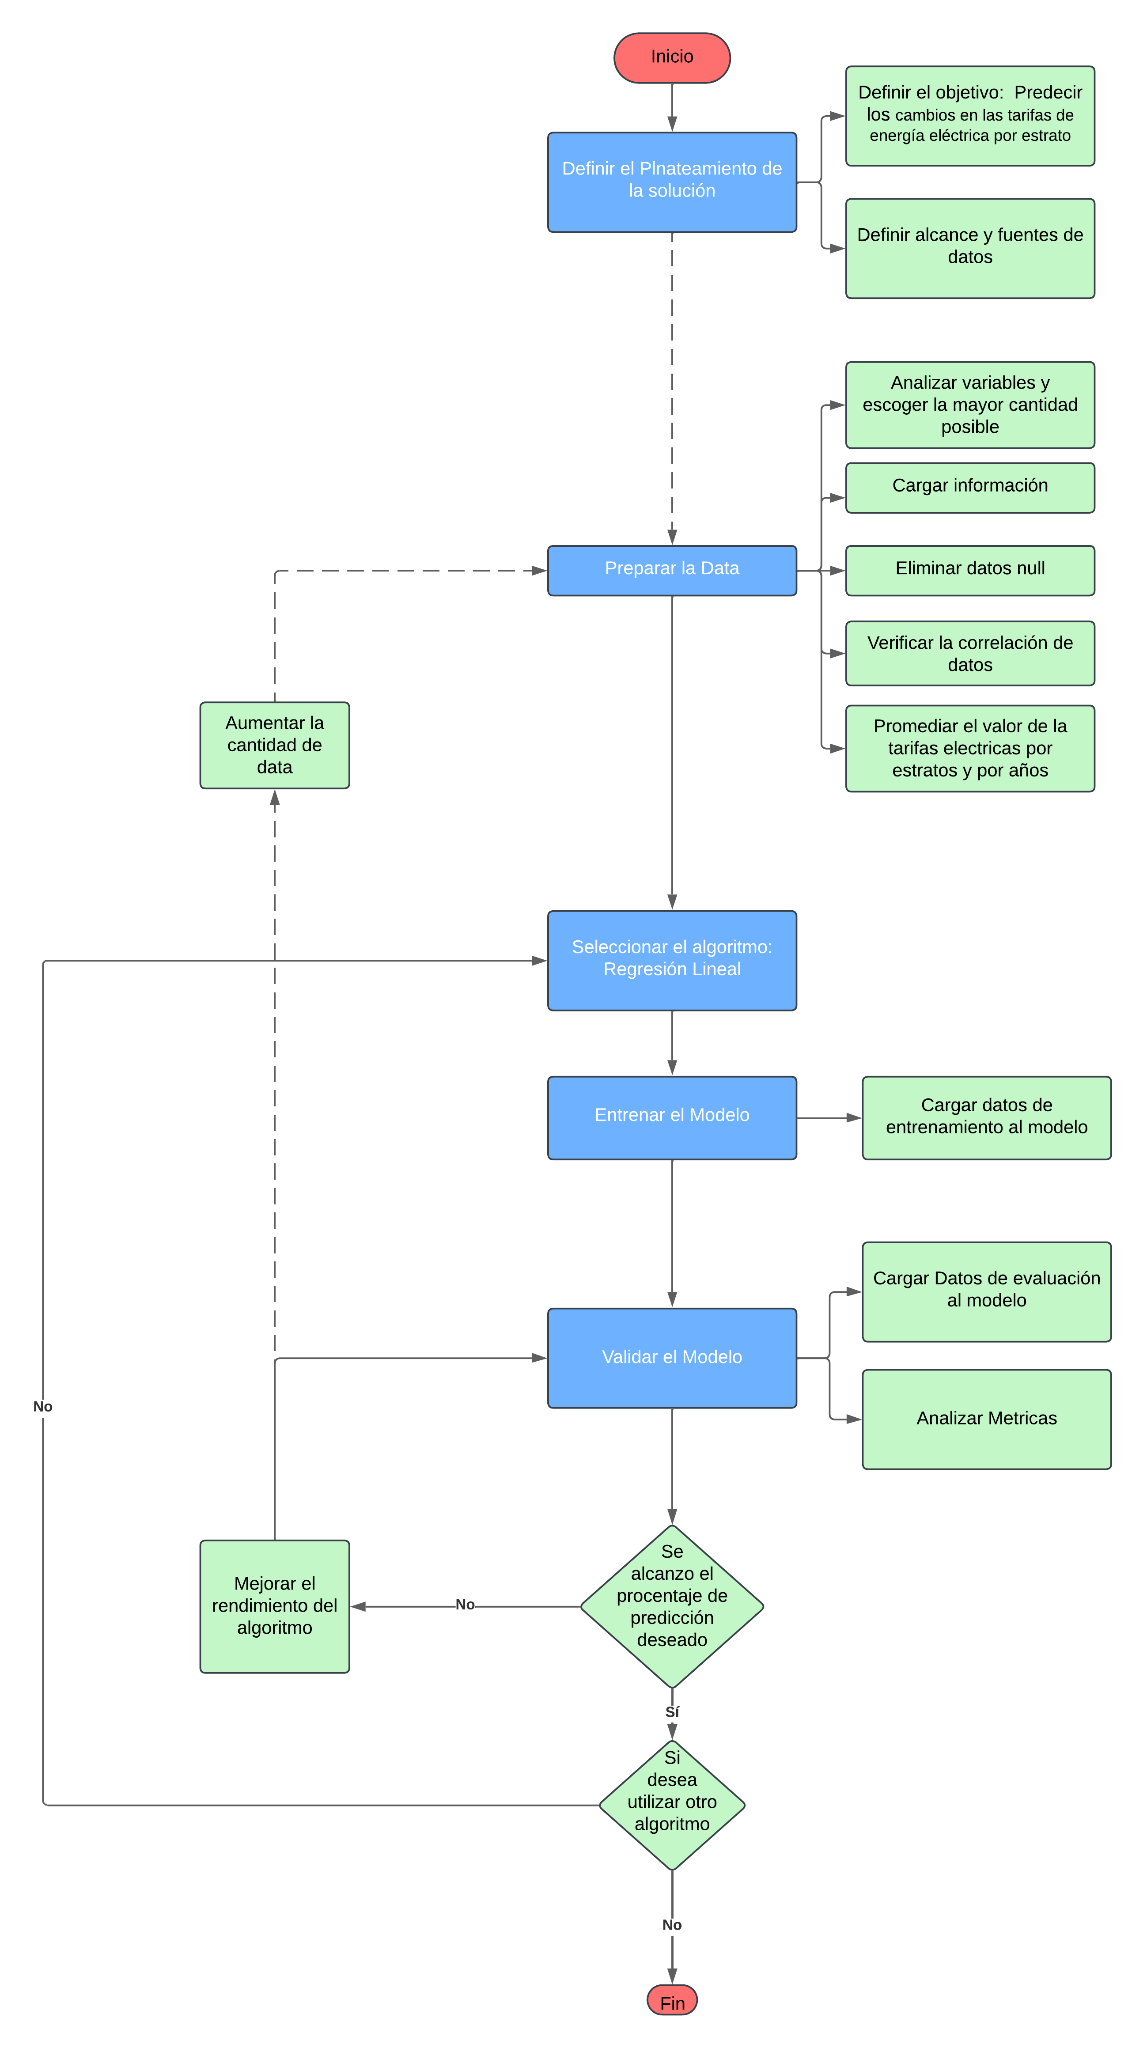 Inicio
Definir el objetivo:  Predecir
los cambios en las tarifas de
energía eléctrica por estrato
Definir el Plnateamiento de
la solución
Definir alcance y fuentes de
datos
Analizar variables y
escoger la mayor cantidad
posible
Cargar información
Preparar la Data
Eliminar datos null
Verificar la correlación de
datos
Aumentar la
cantidad de
data
Promediar el valor de la
tarifas electricas por
estratos y por años
Seleccionar el algoritmo:
Regresión Lineal
Entrenar el Modelo
Cargar datos de
entrenamiento al modelo
Cargar Datos de evaluación
al modelo
Validar el Modelo
Analizar Metricas
No
Se
alcanzo el
procentaje de
predicción
deseado
No
Mejorar el
rendimiento del
algoritmo
Sí
Si
desea
utilizar otro
algoritmo
No
Fin